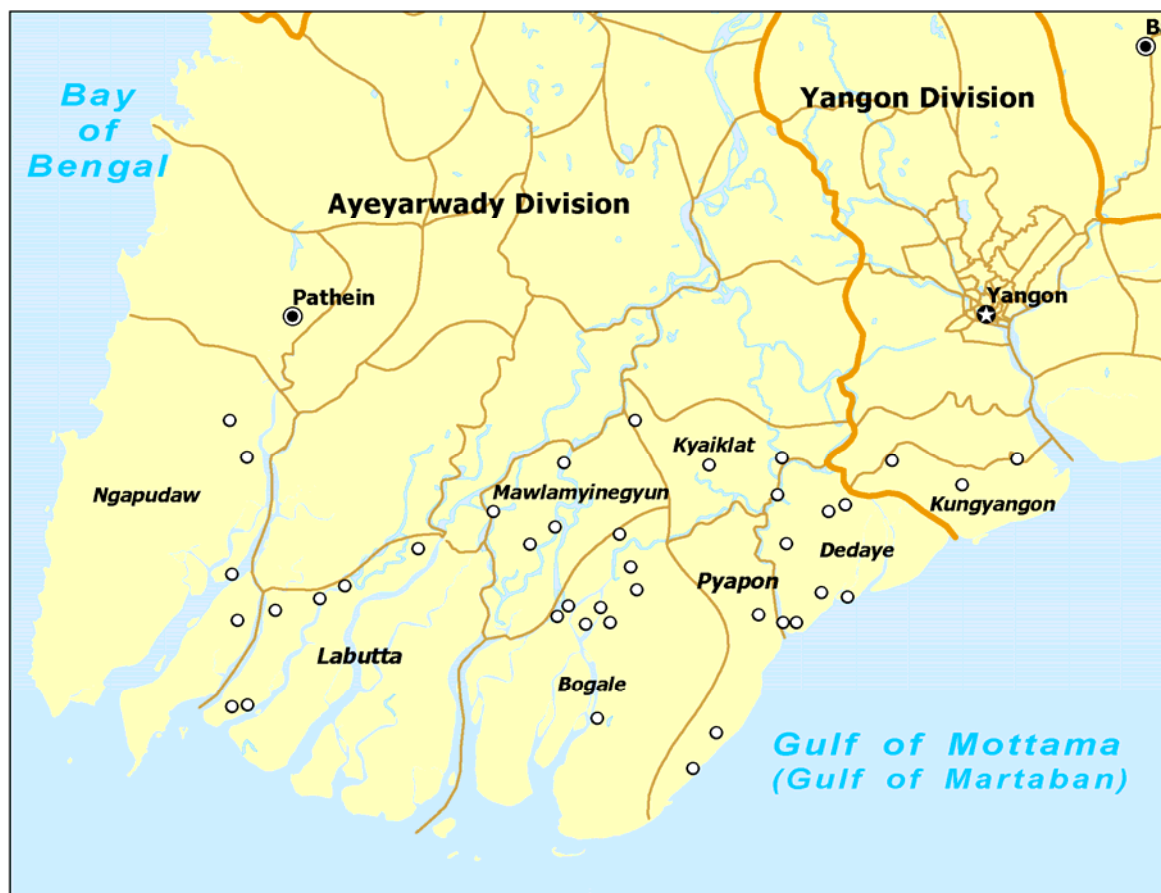 B
Bay
of
Bengal
Yangon Division
Ayeyarwady Division
Pathein
Yangon
Kyaiklat
Ngapudaw
Mawlamyinegyun
Kungyangon
Dedaye
Pyapon
Labutta
Bogale
Gulf of Mottama
(Gulf of Martaban)